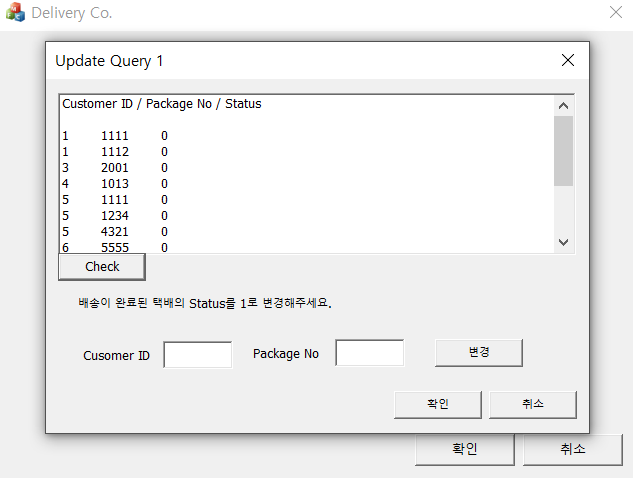 Delivery Co.
Update Query 1
Customer ID / Package No / Status
1 1111 0
1 1112 0
3 2001 0
4 1013 0
5 1111 0
5 1234 0
5 4321 0
6 5555 0
Check
배송이 완료된 택배의 Status를 1로 변경해주세요.
Cusomer ID Package No 변경
확인 취소
확인 취소